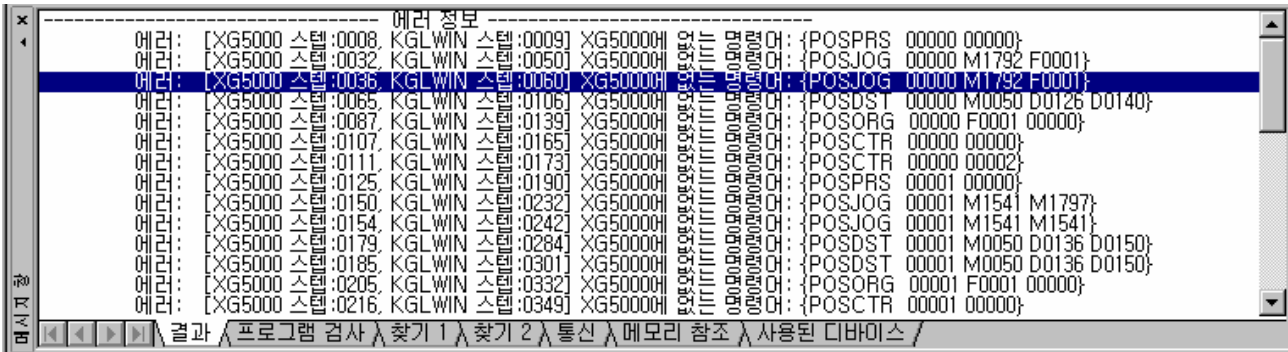 -------------------------------- 에러 정보 --------------------------------
에러: [XG5000 스텝:0008, KGLWIN 스텝:0009] XG5000에 없는 명령어: {POSPRS 00000 00000}
에러: [XG5000 스텝:0032, KGLWIN 스텝:0050] XG5000에 없는 명령어: {POSJOG 00000 M1792 F0001}
에러: [XG5000 스텝:0036, KGLWIN 스텝:0060] XG5000에 없는 명령어: {POSJOG 00000 M1792 F0001}
에러: [XG5000 스텝:0065, KGLWIN 스텝:0106] XG5000에 없는 명령어: {POSDST 00000 M0050 D0126 D0140}
에러: [XG5000 스텝:0087, KGLWIN 스텝:0139] XG5000에 없는 명령어: {POSORG 00000 F0001 00000}
에러: [XG5000 스텝:0107, KGLWIN 스텝:0165] XG5000에 없는 명령어: {POSCTR 00000 00000}
에러: [XG5000 스텝:0111, KGLWIN 스텝:0173] XG5000에 없는 명령어: {POSCTR 00000 00002}
에러: [XG5000 스텝:0125, KGLWIN 스텝:0190] XG5000에 없는 명령어: {POSPRS 00001 00000}
에러: [XG5000 스텝:0150, KGLWIN 스텝:0232] XG5000에 없는 명령어: {POSJOG 00001 M1541 M1797}
에러: [XG5000 스텝:0154, KGLWIN 스텝:0242] XG5000에 없는 명령어: {POSJOG 00001 M1541 M1541}
에러: [XG5000 스텝:0179, KGLWIN 스텝:0284] XG5000에 없는 명령어: {POSDST 00001 M0050 D0136 D0150}
에러: [XG5000 스텝:0185, KGLWIN 스텝:0301] XG5000에 없는 명령어: {POSDST 00001 M0050 D0136 D0150}
에러: [XG5000 스텝:0205, KGLWIN 스텝:0332] XG5000에 없는 명령어: {POSORG 00001 F0001 00000}
에러: [XG5000 스텝:0216, KGLWIN 스텝:0349] XG5000에 없는 명령어: {POSCTR 00001 00000}
결과 프로그램 검사 찾기 1 찾기 2 통신 메모리 참조 사용된 디바이스